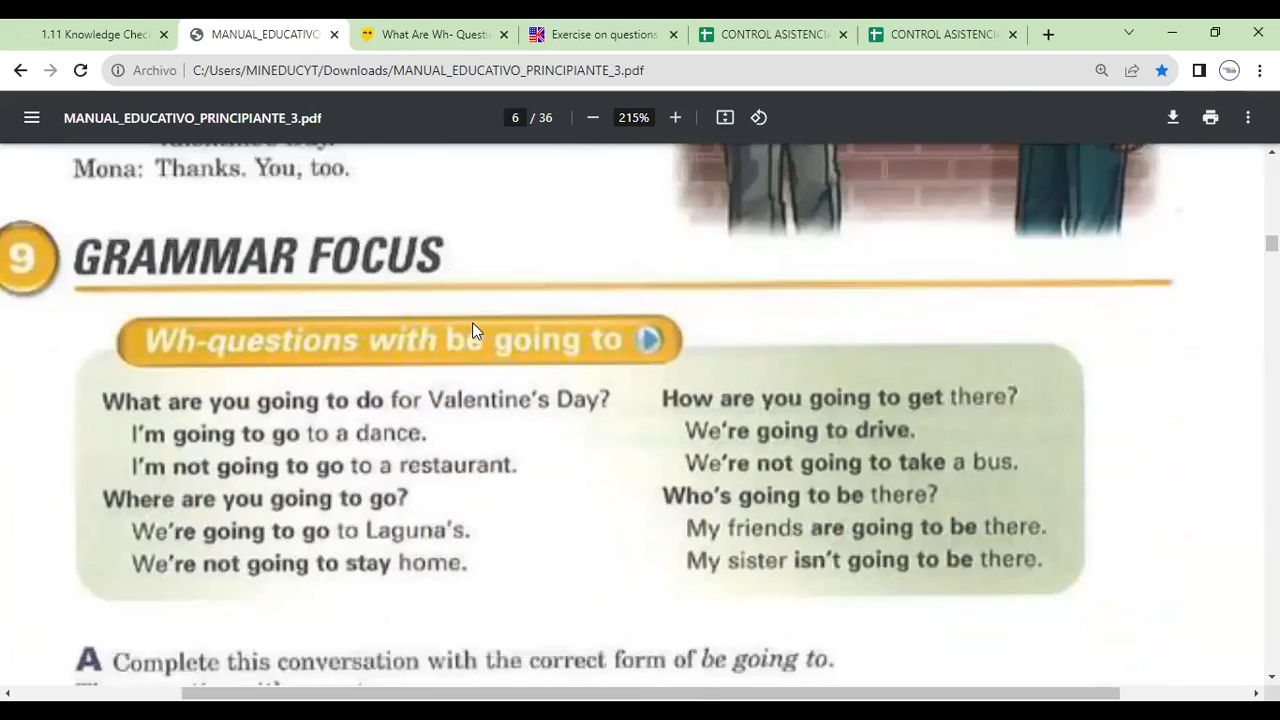 1.11 Knowledge Chec
MANUAL_EDUCATIVO
What Are Wh- Questi
Exercise on questions
CONTROL ASISTENCIA
CONTROL ASISTENCIA
Archivo
C:/Users/MINEDUCYT/Downloads/MANUAL_EDUCATIVO_PRINCIPIANTE_3.pdf
MANUAL_EDUCATIVO_PRINCIPIANTE_3.pdf
6 / 36
215%
Mona: Thanks. You, too.
9 GRAMMAR FOCUS
Wh-questions with be going to
What are you going to do for Valentine's Day?
I'm going to go to a dance.
I'm not going to go to a restaurant.
Where are you going to go?
We're going to go to Laguna's.
We're not going to stay home.
How are you going to get there?
We're going to drive.
We're not going to take a bus.
Who's going to be there?
My friends are going to be there.
My sister isn't going to be there.
A Complete this conversation with the correct form of be going to.